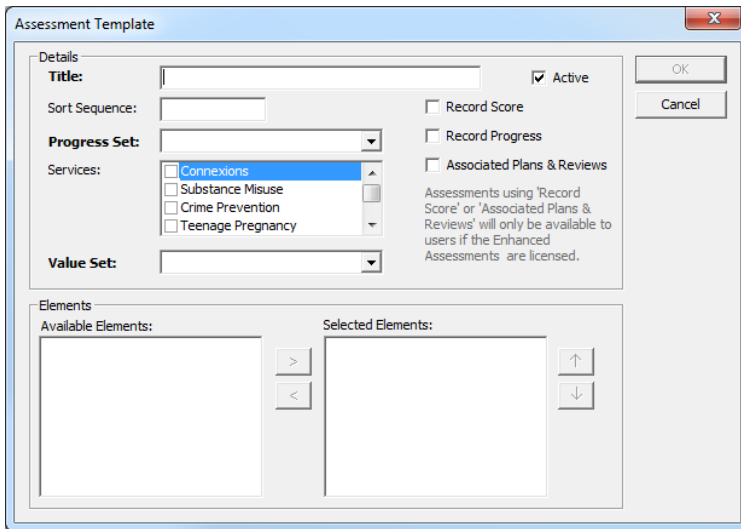 Assessment Template
Details
Title:
Active
OK
Sort Sequence:
Record Score
Cancel
Progress Set:
Record Progress
Services:
Connexions
Substance Misuse
Crime Prevention
Teenage Pregnancy
Associated Plans & Reviews
Assessments using 'Record
Score' or 'Associated Plans &
Reviews' will only be available to
users if the Enhanced
Assessments are licensed.
Value Set:
Elements
Available Elements:
Selected Elements:
>
<